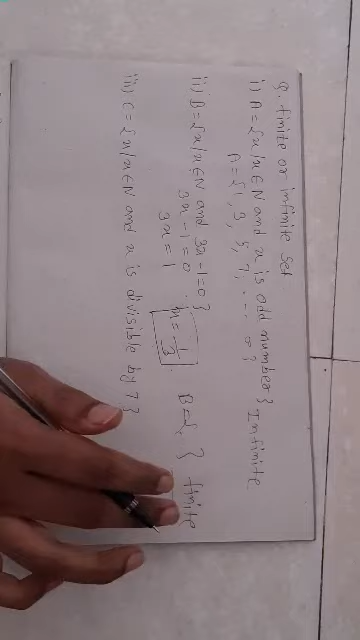 Q. finite or infinite set
i) A = {x/x∈N and x is odd number} Infinite
A = {1, 3, 5, 7, .... ∞}
ii) B = {x/x∈N and 3x-1=0}
3x-1=0
3x=1
x = 1/3
B = { } finite
iii) C = {x/x∈N and x is divisible by 7}